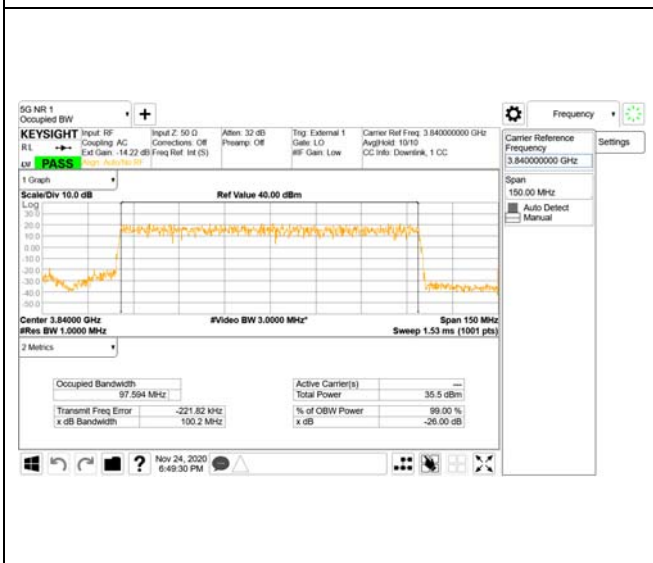 5G NR 1
Occupied BW
+
Frequency
KEYSIGHT
RL
PASS
Input: RF
Coupling: AC
Ext Gain: -14.22 dB
Align: Auto/No RF
Input Z: 50 Ω
Corrections: Off
Freq Ref: Int (S)
Atten: 32 dB
Preamp: Off
Trig: External 1
Gate: LO
#IF Gain: Low
Carrier Ref Freq: 3.840000000 GHz
Avg|Hold: 10/10
CC Info: Downlink, 1 CC
Carrier Reference
Frequency
3.840000000 GHz
Settings
Span
150.00 MHz
Auto Detect
Manual
1 Graph
Scale/Div 10.0 dB
Ref Value 40.00 dBm
Log
30.0
20.0
10.0
0.00
-10.0
-20.0
-30.0
-40.0
-50.0
Center 3.84000 GHz
#Video BW 3.0000 MHz*
Span 150 MHz
#Res BW 1.0000 MHz
Sweep 1.53 ms (1001 pts)
2 Metrics
Occupied Bandwidth
97.594 MHz
Active Carrier(s) ---
Total Power 35.5 dBm
Transmit Freq Error -221.82 kHz
x dB Bandwidth 100.2 MHz
% of OBW Power 99.00 %
x dB -26.00 dB
?
Nov 24, 2020
6:49:30 PM